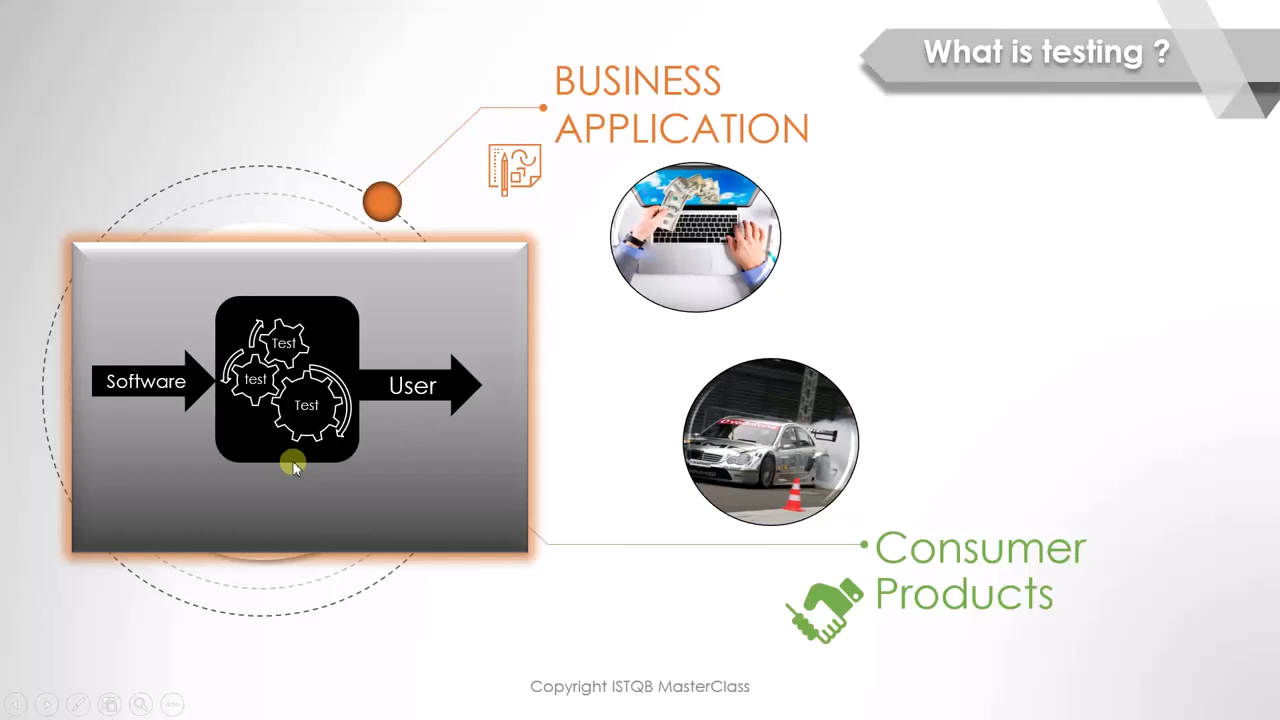 What is testing ?
BUSINESS
APPLICATION
Software
Test
test
Test
User
Consumer
Products
Copyright ISTQB MasterClass